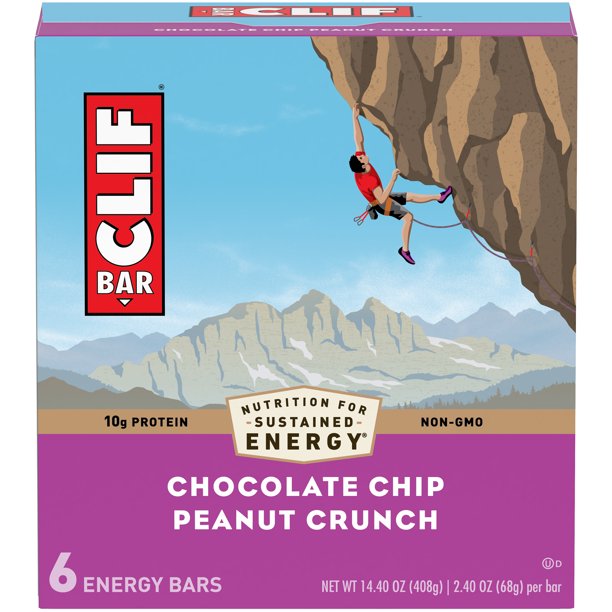 CLIF
CHOCOLATE CHIP PEANUT CRUNCH
CLIF®
BAR
10g PROTEIN
NUTRITION FOR
-SUSTAINED-
ENERGY®
NON-GMO
CHOCOLATE CHIP
PEANUT CRUNCH
6 ENERGY BARS
U D
NET WT 14.40 OZ (408g) | 2.40 OZ (68g) per bar